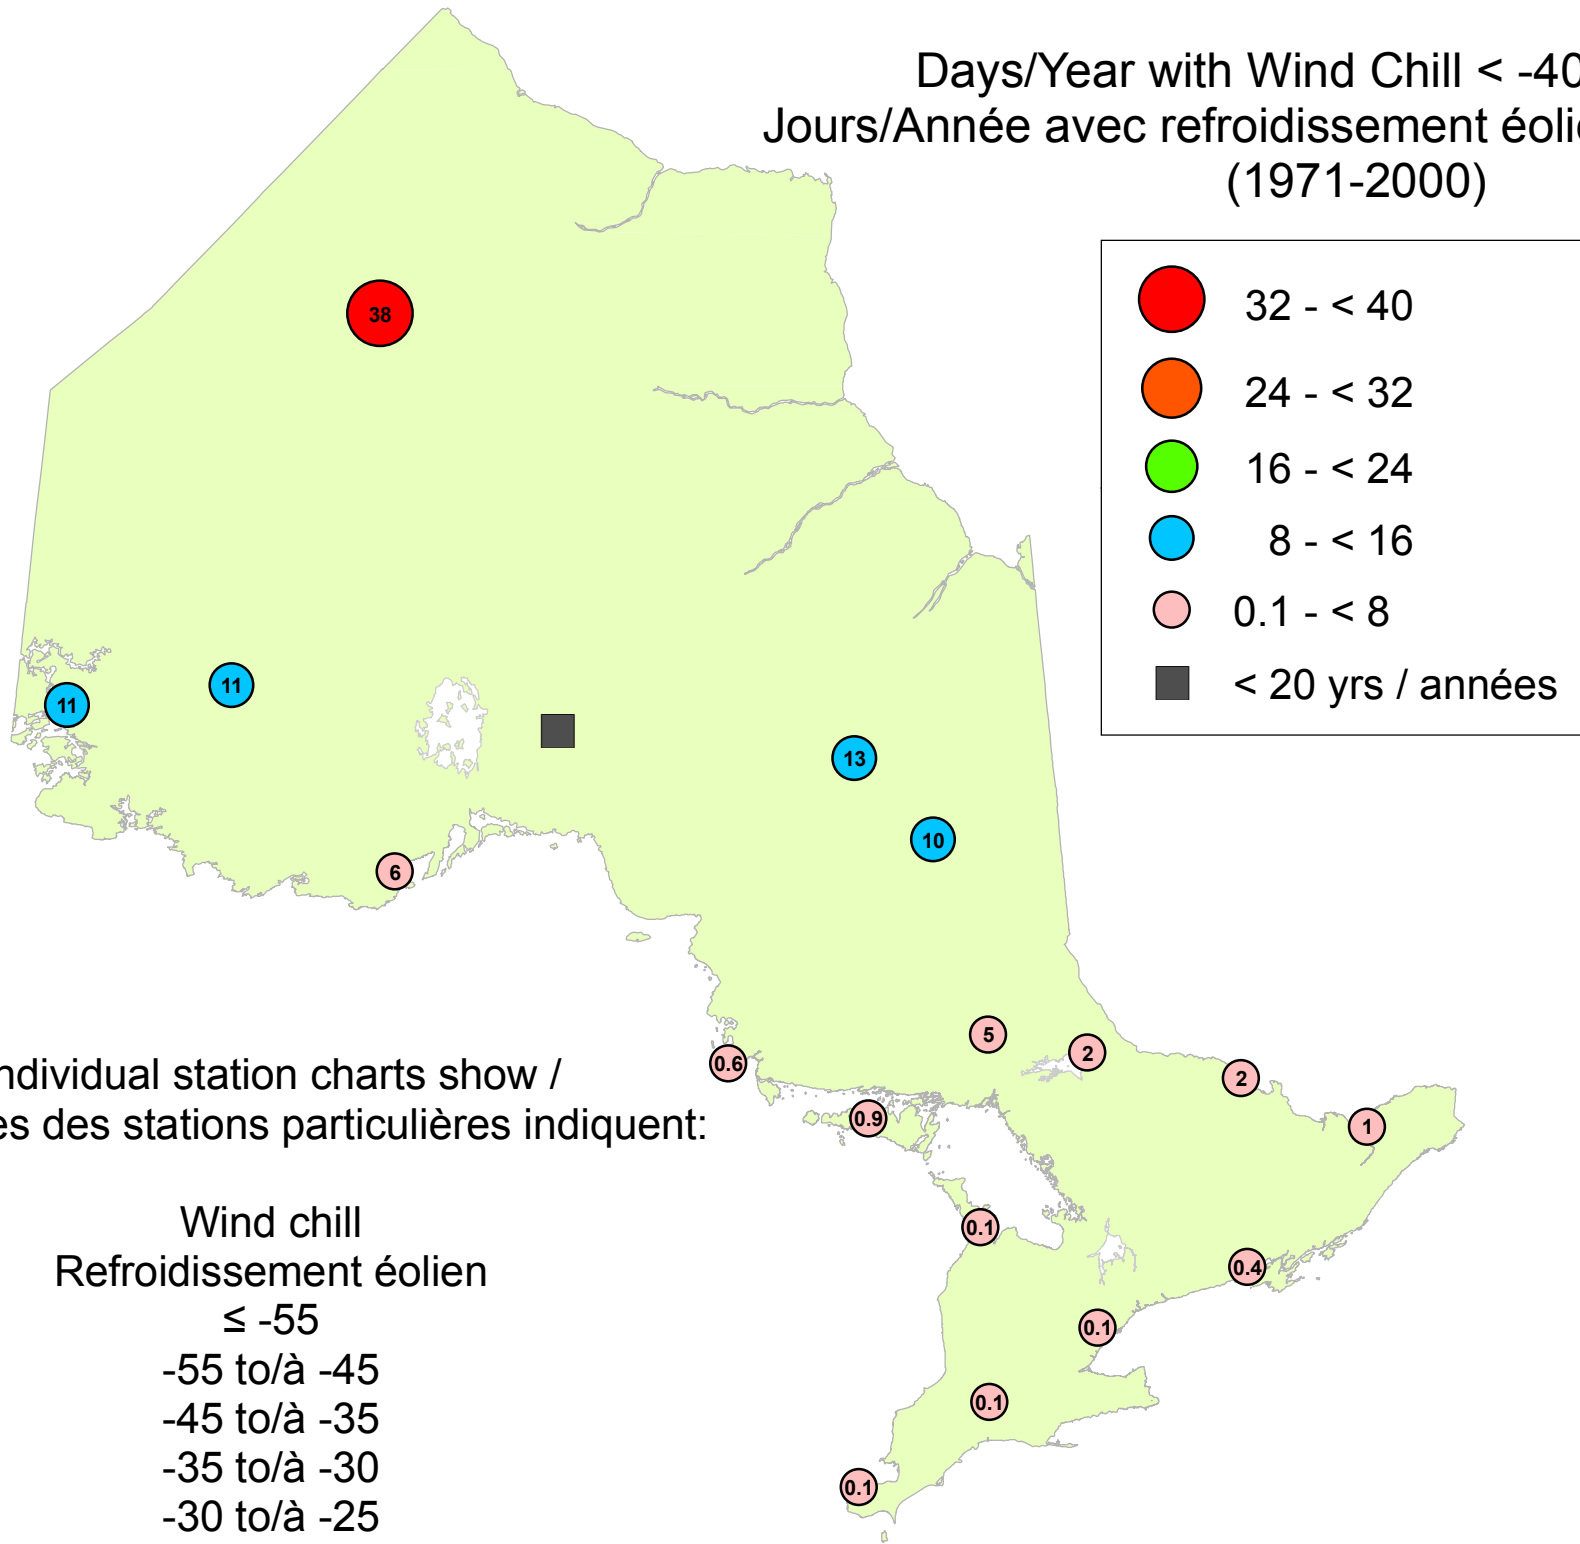 Days/Year with Wind Chill < -40
Jours/Année avec refroidissement
(1971-2000)
32 - < 40
24 - < 32
16 - < 24
8 - < 16
0.1 - < 8
< 20 yrs / années
38
11
11
13
10
6
5
2
2
0.6
0.9
1
0.1
0.4
0.1
0.1
0.1
ndividual station charts show /
es des stations particulières indiquent:
Wind chill
Refroidissement éolien
≤ -55
-55 to/à -45
-45 to/à -35
-35 to/à -30
-30 to/à -25